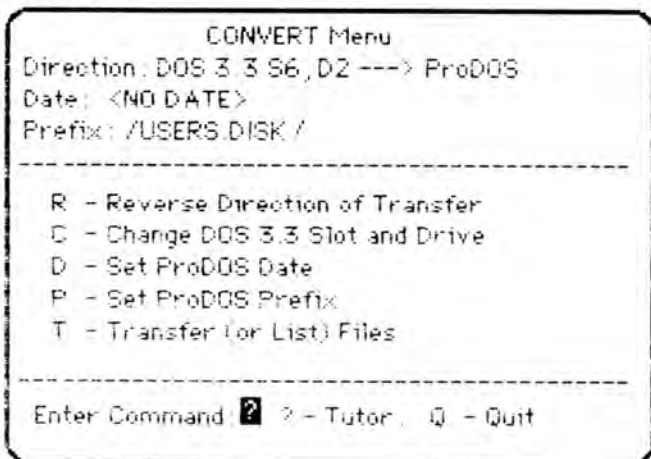 CONVERT Menu
Direction: DOS 3.3 S6, D2 ---> ProDOS
Date: <NO DATE>
Prefix: /USERS.DISK/
------------------------------------------------
R - Reverse Direction of Transfer
C - Change DOS 3.3 Slot and Drive
D - Set ProDOS Date
P - Set ProDOS Prefix
T - Transfer (or List) Files
------------------------------------------------
Enter Command: ? ? - Tutor, Q - Quit